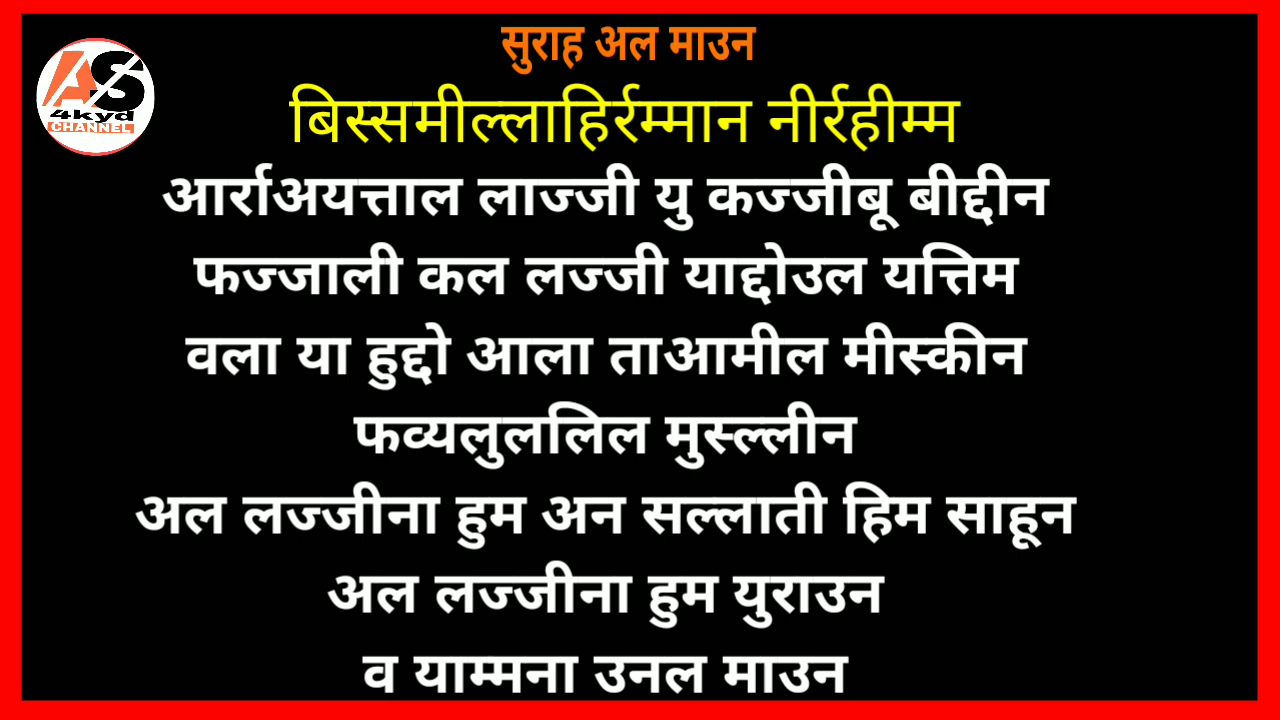 सुराह अल माउन
AS
4kyd
CHANNEL
बिस्समील्लाहिर्रम्मान नीर्रहीम्म
आर्राअयत्ताल लाज्जी यु कज्जीबू बीद्दीन
फज्जाली कल लज्जी याद्दोउल यत्तिम
वला या हुद्दो आला ताआमील मीस्कीन
फव्यलुललिल मुस्ल्लीन
अल लज्जीना हुम अन सल्लाती हिम साहून
अल लज्जीना हुम युराउन
व याम्मना उनल माउन